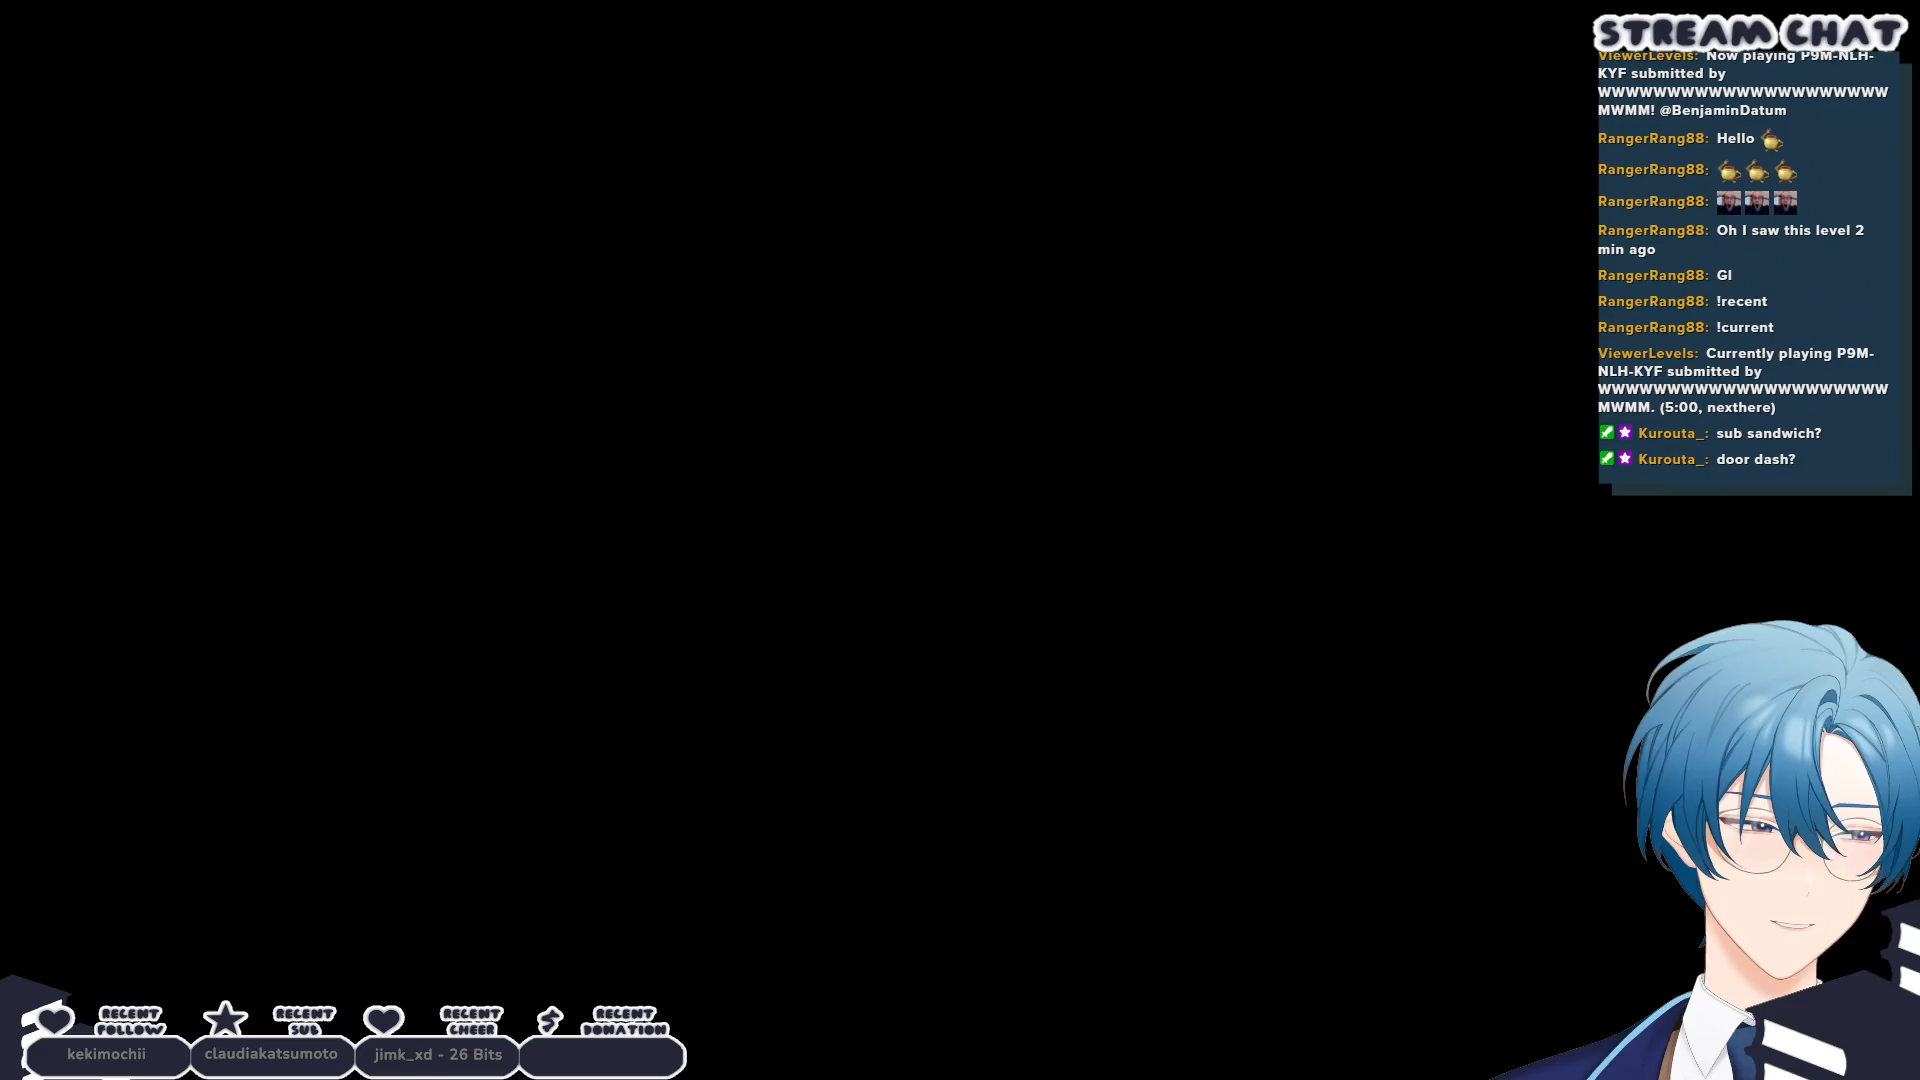 STREAM CHAT
ViewerLevels: Now playing P9M-NLH-
KYF submitted by
WWWWWWWWWWWWWWWWWWWWW
MWMM! @BenjaminDatum
RangerRang88: Hello
RangerRang88:
RangerRang88:
RangerRang88: Oh I saw this level 2
min ago
RangerRang88: Gl
RangerRang88: !recent
RangerRang88: !current
ViewerLevels: Currently playing P9M-
NLH-KYF submitted by
WWWWWWWWWWWWWWWWWWWWW
MWMM. (5:00, nexthere)
Kurouta_: sub sandwich?
Kurouta_: door dash?
RECENT FOLLOW
kekimochii
RECENT SUB
claudiakatsumoto
RECENT CHEER
jimk_xd - 26 Bits
RECENT DONATION